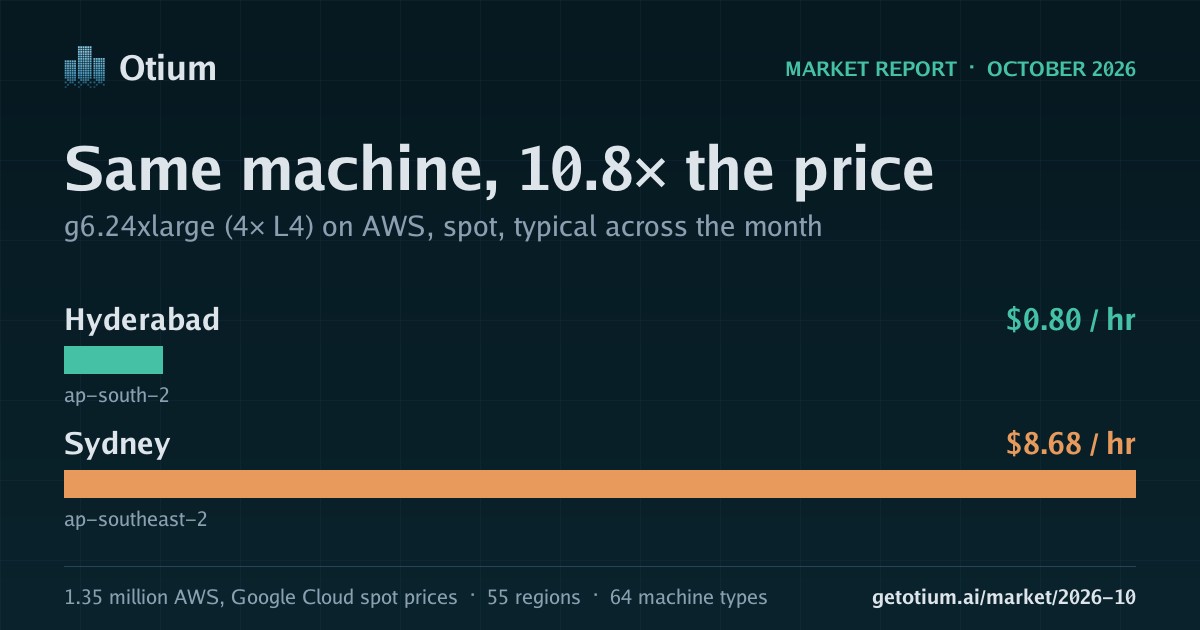 Otium
MARKET REPORT · OCTOBER 2026
Same machine, 10.8× the price
g6.24xlarge (4× L4) on AWS, spot, typical across the month
Hyderabad
$0.80 / hr
ap-south-2
Sydney
$8.68 / hr
ap-southeast-2
1.35 million AWS, Google Cloud spot prices · 55 regions · 64 machine types
getotium.ai/market/2026-10